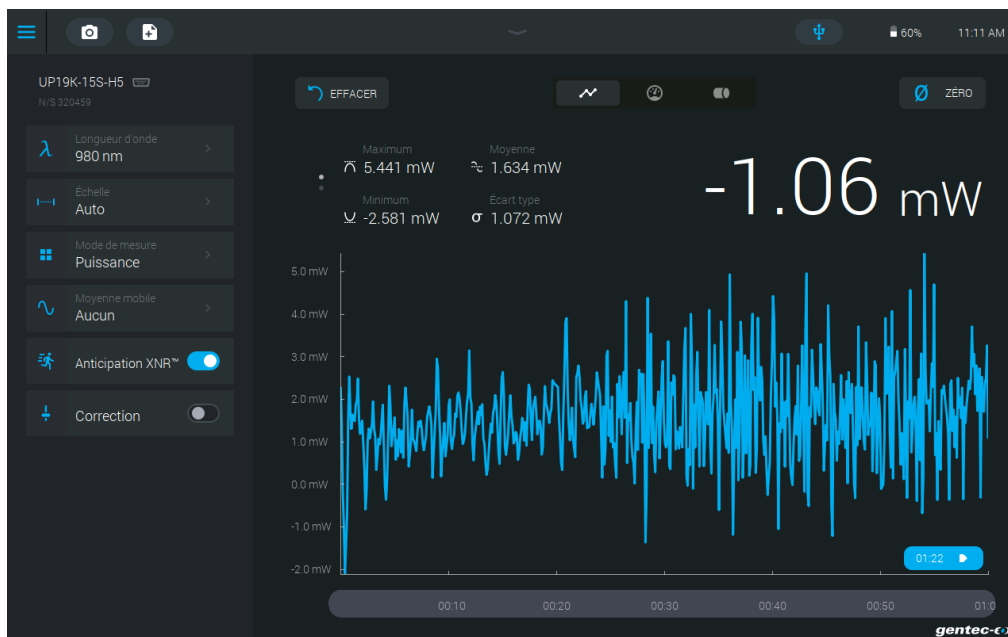 60%
11:11 AM
UP19K-15S-H5
N/S 320459
EFFACER
ZÉRO
λ
Longueur d'onde
980 nm
Échelle
Auto
Mode de mesure
Puissance
Moyenne mobile
Aucun
Anticipation XNR™
Correction
Maximum
5.441 mW
Moyenne
1.634 mW
Minimum
-2.581 mW
Écart type
σ 1.072 mW
-1.06 mW
5.0 mW
4.0 mW
3.0 mW
2.0 mW
1.0 mW
0.0 mW
-1.0 mW
-2.0 mW
01:22
00:10 00:20 00:30 00:40 00:50 01:0
gentec-eo